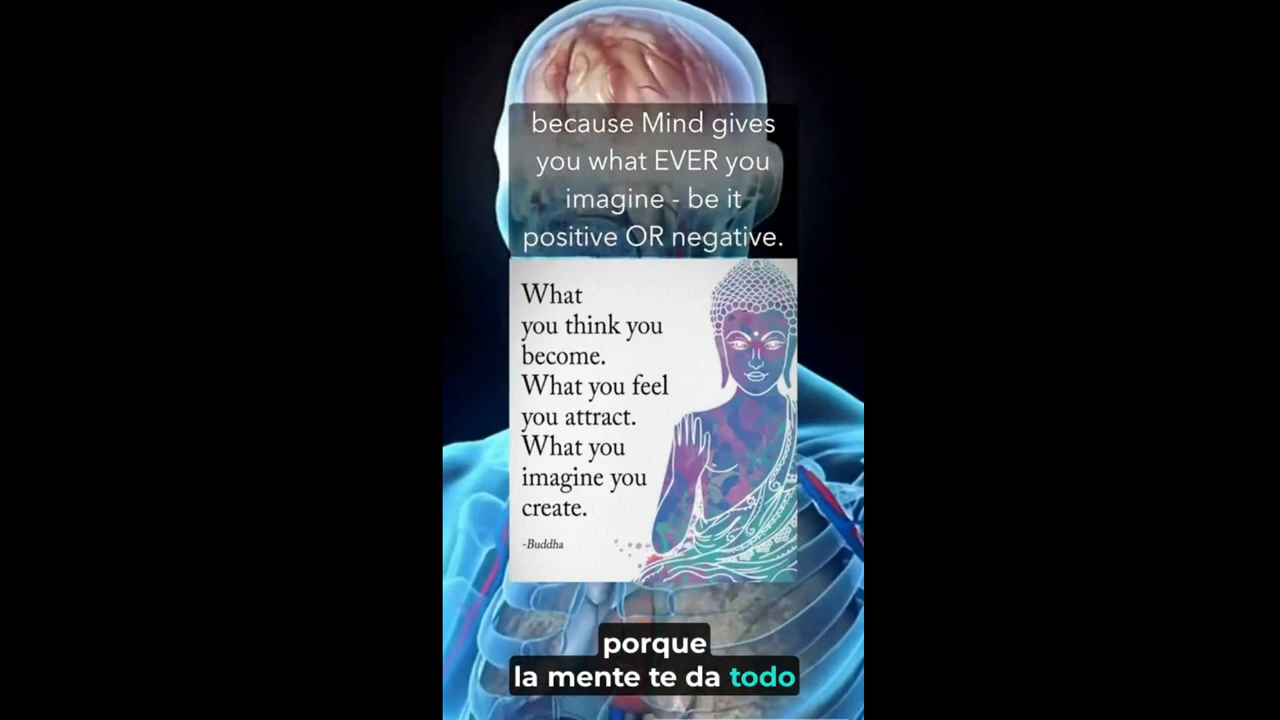 because Mind gives
you what EVER you
imagine - be it
positive OR negative.
What
you think you
become.
What you feel
you attract.
What you
imagine you
create.
-Buddha
porque
la mente te da todo